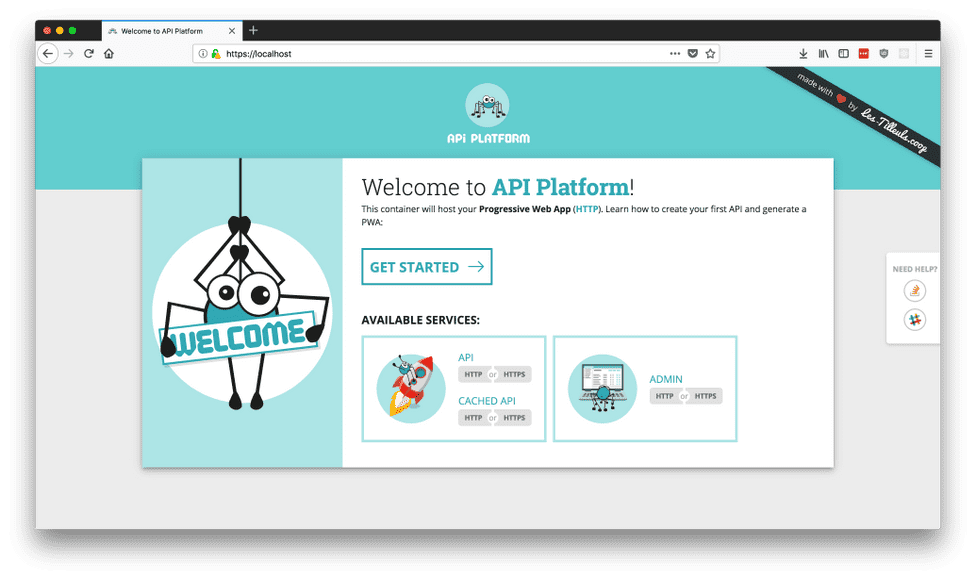 Welcome to API Platform
https://localhost
made with ❤ by Les-Tilleuls.coop
API PLATFORM
Welcome to API Platform!
This container will host your Progressive Web App (HTTP). Learn how to create your first API and generate a
PWA:
GET STARTED →
WELCOME
NEED HELP?
AVAILABLE SERVICES:
API
HTTP or HTTPS
CACHED API
HTTP or HTTPS
ADMIN
HTTP or HTTPS